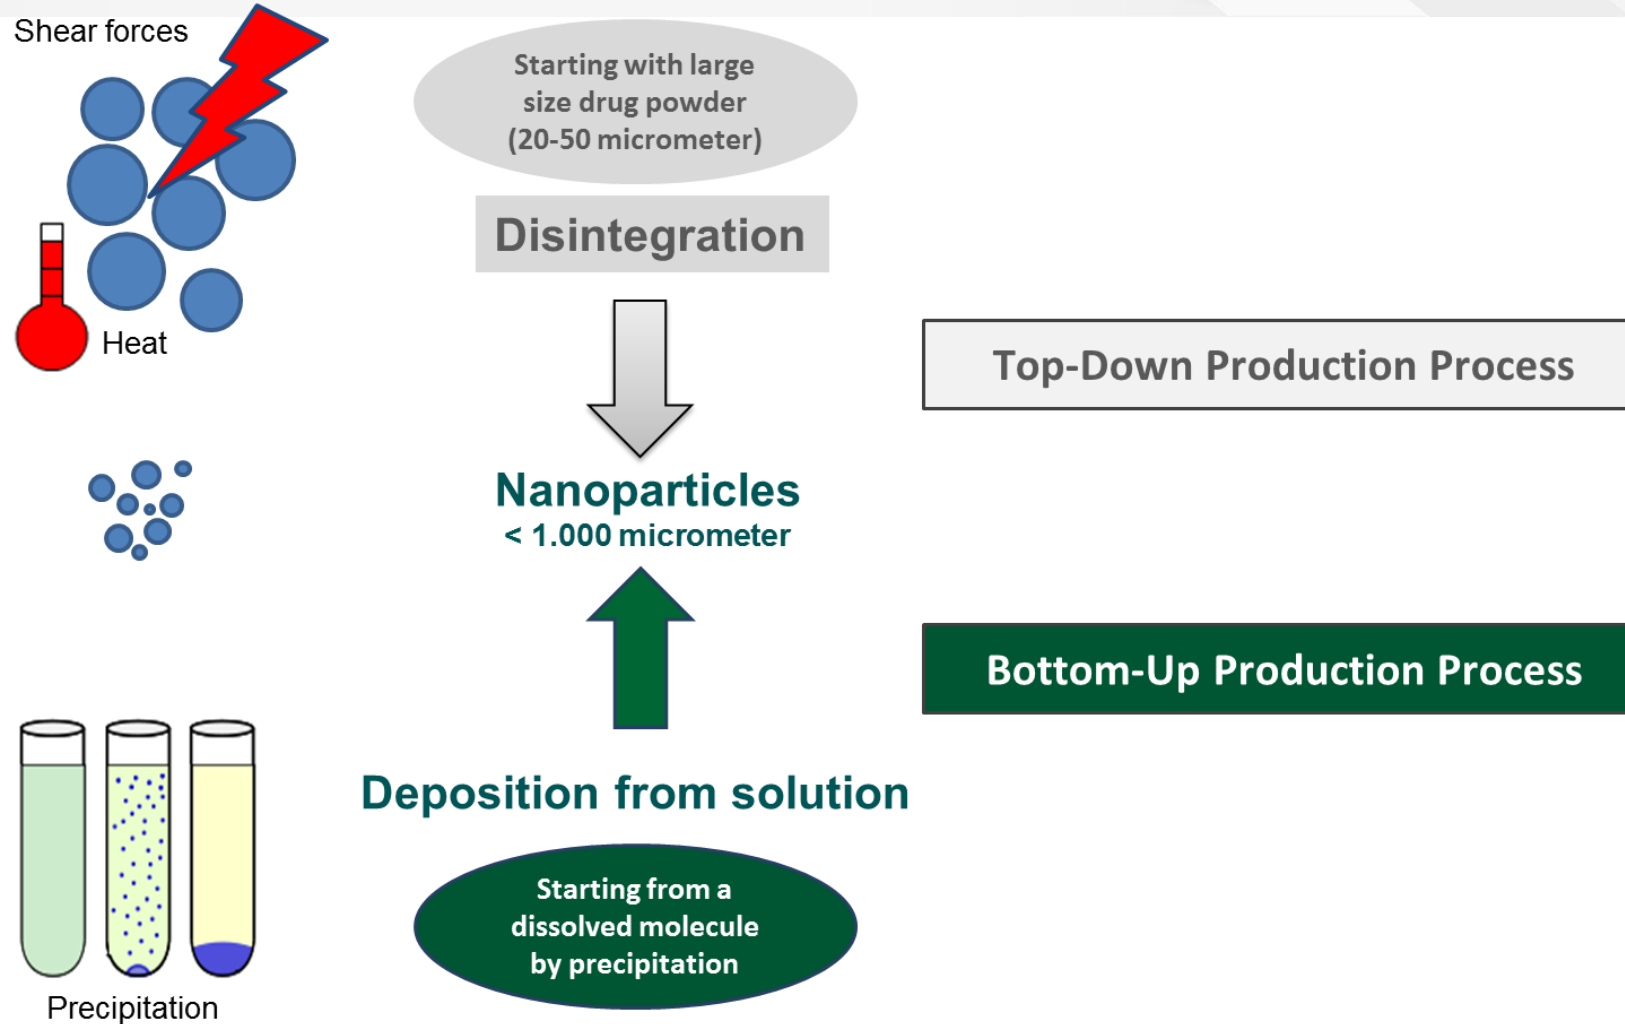 Shear forces
Starting with large
size drug powder
(20-50 micrometer)
Disintegration
Heat
Top-Down Production Process
Nanoparticles
< 1.000 micrometer
Bottom-Up Production Process
Deposition from solution
Starting from a
dissolved molecule
by precipitation
Precipitation